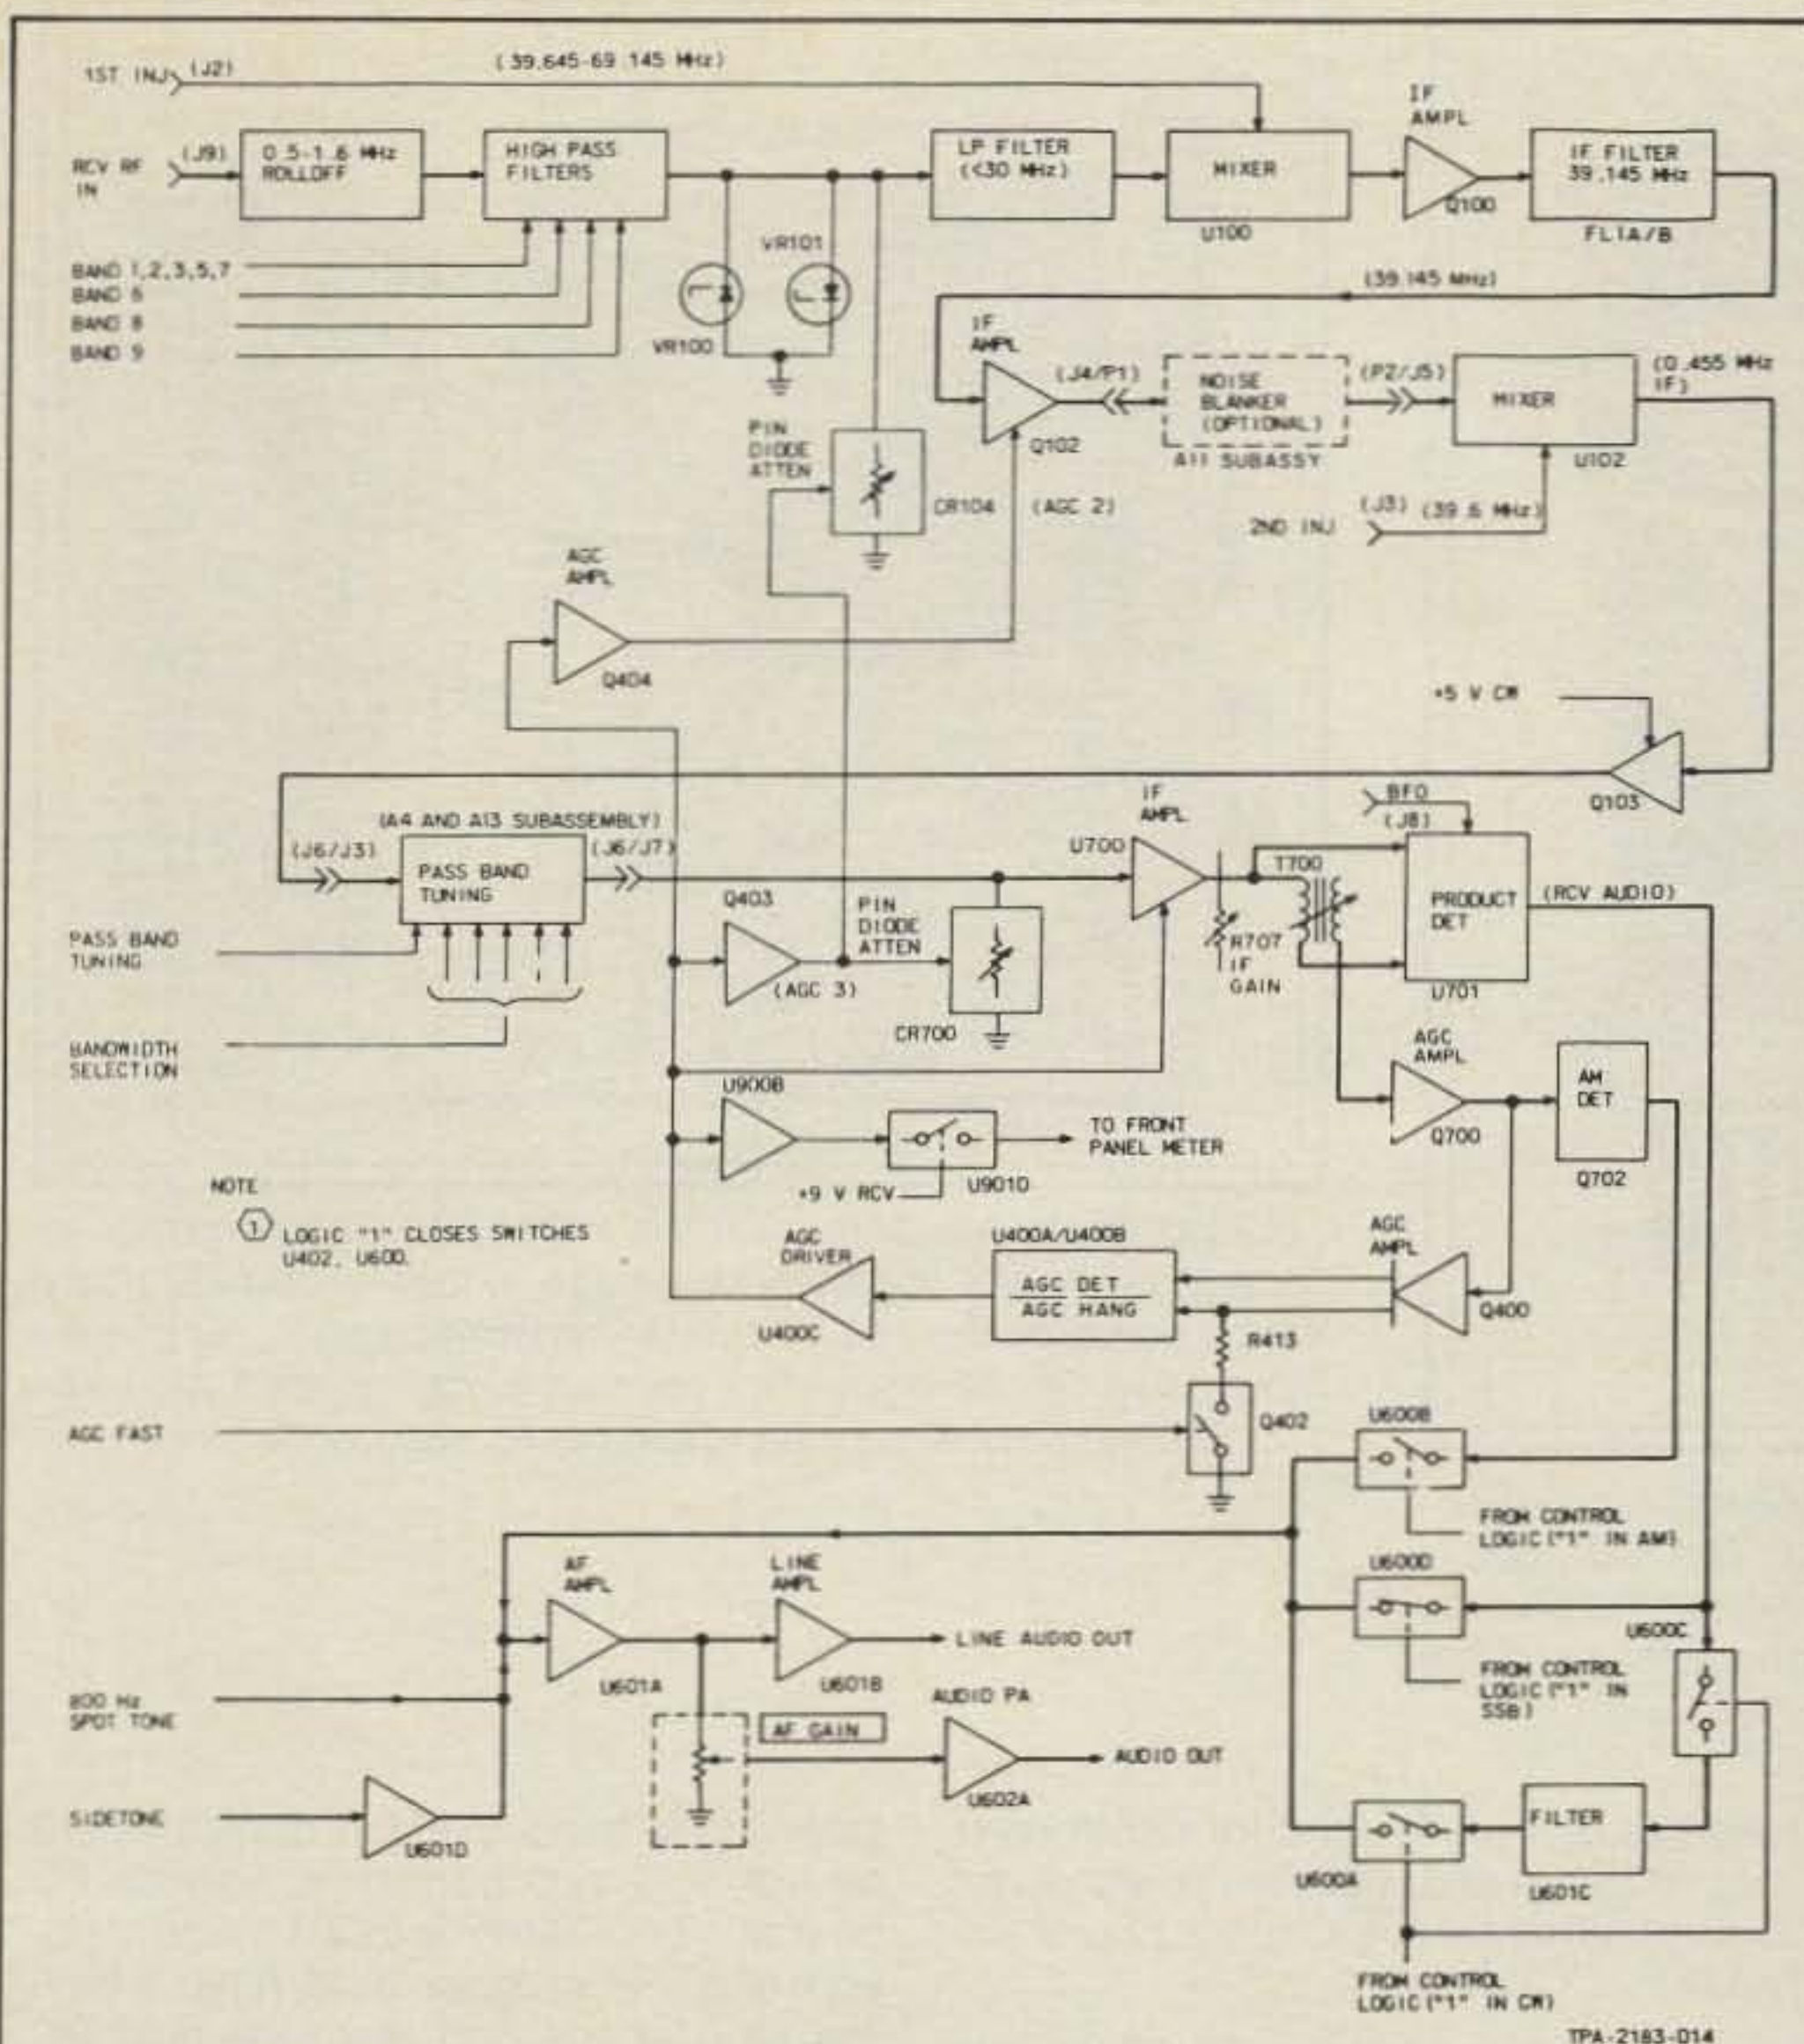 1ST INJ (J2) (39.645-69.145 MHz)
RCV RF
IN
(J9)
0.5-1.6 MHz
ROLLOFF
HIGH PASS
FILTERS
LP FILTER
(<30 MHz)
MIXER
U100
IF
AMPL
Q100
IF FILTER
39.145 MHz
FL1A/B
BAND 1,2,3,5,7
BAND 6
BAND 8
BAND 9
VR101
VR100
(39.145 MHz)
IF
AMPL
Q102
(J4/P1)
NOISE
BLANKER
(OPTIONAL)
A11 SUBASSY
(P2/J5)
MIXER
U102
(0.455 MHz
IF)
PIN
DIODE
ATTEN
CR104
(AGC 2)
2ND INJ
(J3) (39.6 MHz)
AGC
AMPL
Q404
+5 V CW
Q103
(A4 AND A13 SUBASSEMBLY)
(J6/J3)
PASS BAND
TUNING
(J6/J7)
IF
AMPL
U700
BFO
(J8)
T700
PRODUCT
DET
U701
(RCV AUDIO)
Q403
(AGC 3)
PIN
DIODE
ATTEN
CR700
R707
IF
GAIN
PASS BAND
TUNING
BANDWIDTH
SELECTION
AGC
AMPL
Q700
AM
DET
Q702
U900B
+9 V RCV
U901D
TO FRONT
PANEL METER
NOTE
1 LOGIC "1" CLOSES SWITCHES
U402, U600.
AGC
DRIVER
U400C
U400A/U400B
AGC DET
AGC HANG
AGC
AMPL
Q400
R413
AGC FAST
Q402
U600B
FROM CONTROL
LOGIC ("1" IN AM)
U600D
FROM CONTROL
LOGIC ("1" IN
SSB)
U600C
AF
AMPL
U601A
LINE
AMPL
U601B
LINE AUDIO OUT
800 Hz
SPOT TONE
AF GAIN
AUDIO PA
U602A
AUDIO OUT
SIDETONE
U601D
U600A
FILTER
U601C
FROM CONTROL
LOGIC ("1" IN CW)
TPA-2183-014